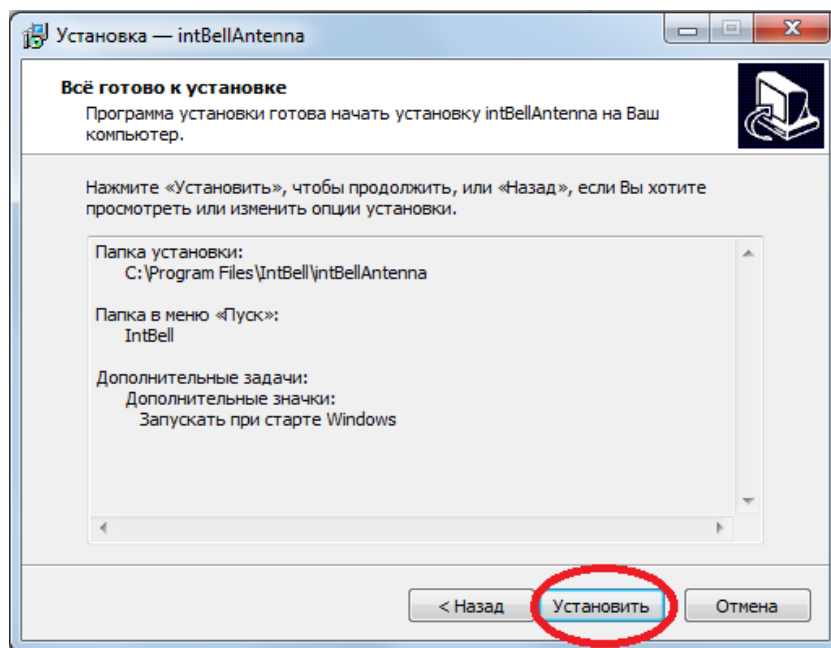 Установка — intBellAntenna
Всё готово к установке
Программа установки готова начать установку intBellAntenna на Ваш
компьютер.
Нажмите «Установить», чтобы продолжить, или «Назад», если Вы хотите
просмотреть или изменить опции установки.
Папка установки:
C:\Program Files\IntBell\intBellAntenna
Папка в меню «Пуск»:
IntBell
Дополнительные задачи:
Дополнительные значки:
Запускать при старте Windows
< Назад Установить Отмена